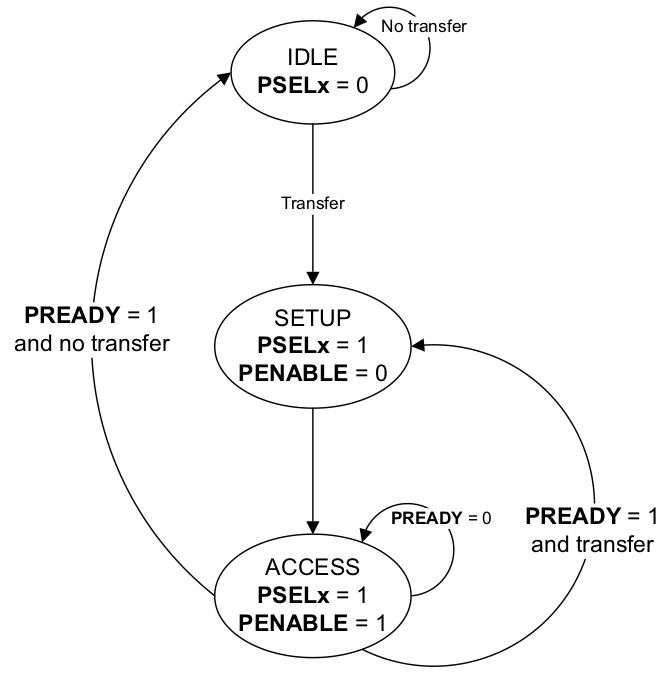 No transfer
IDLE
PSELx = 0
Transfer
PREADY = 1
and no transfer
SETUP
PSELx = 1
PENABLE = 0
PREADY = 0
PREADY = 1
and transfer
ACCESS
PSELx = 1
PENABLE = 1